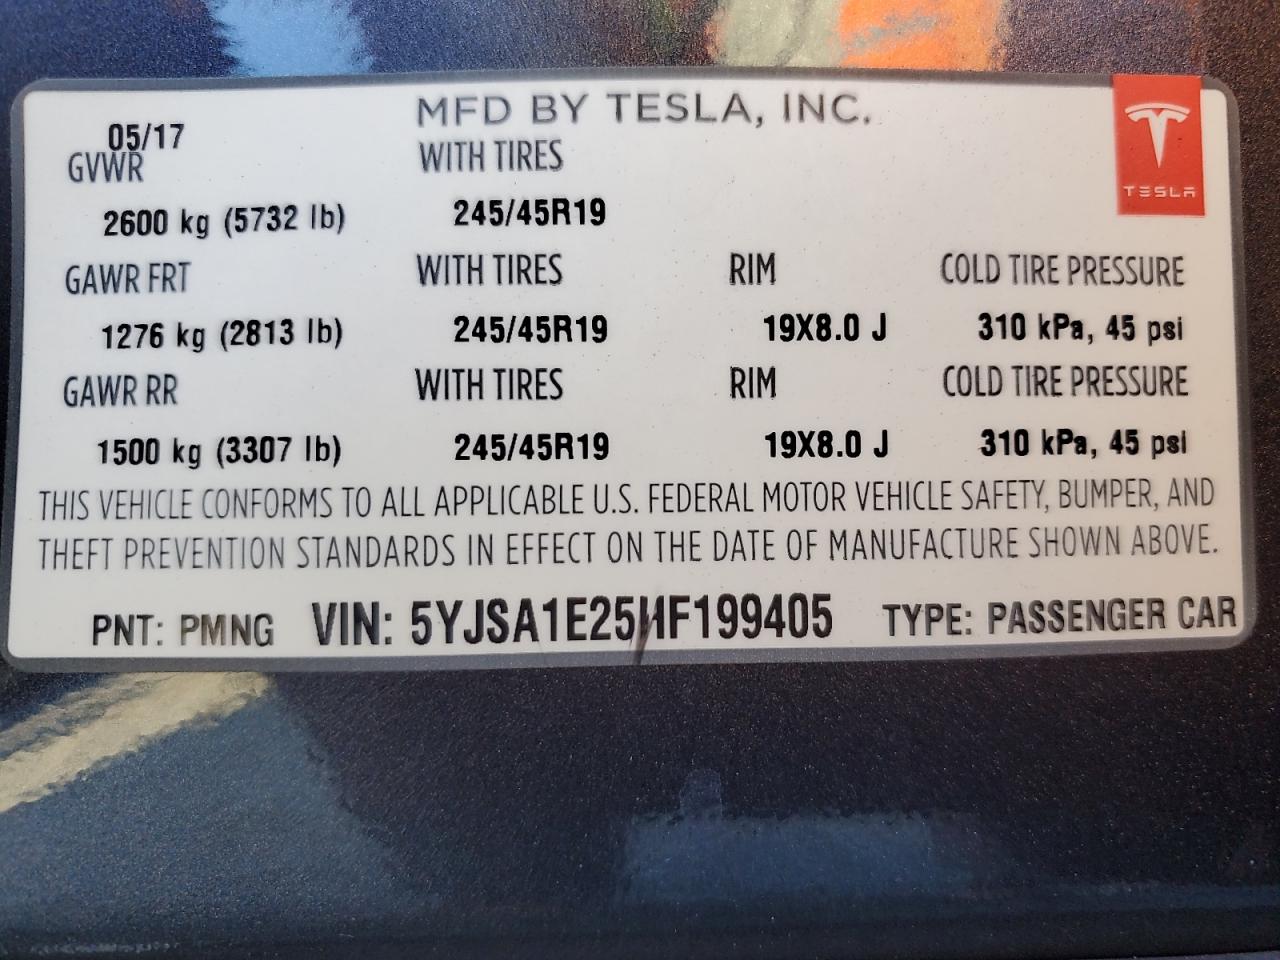 MFD BY TESLA, INC.
05/17
GVWR WITH TIRES
2600 kg (5732 lb) 245/45R19
TESLA
GAWR FRT WITH TIRES RIM COLD TIRE PRESSURE
1276 kg (2813 lb) 245/45R19 19X8.0 J 310 kPa, 45 psi
GAWR RR WITH TIRES RIM COLD TIRE PRESSURE
1500 kg (3307 lb) 245/45R19 19X8.0 J 310 kPa, 45 psi
THIS VEHICLE CONFORMS TO ALL APPLICABLE U.S. FEDERAL MOTOR VEHICLE SAFETY, BUMPER, AND
THEFT PREVENTION STANDARDS IN EFFECT ON THE DATE OF MANUFACTURE SHOWN ABOVE.
PNT: PMNG VIN: 5YJSA1E25HF199405 TYPE: PASSENGER CAR